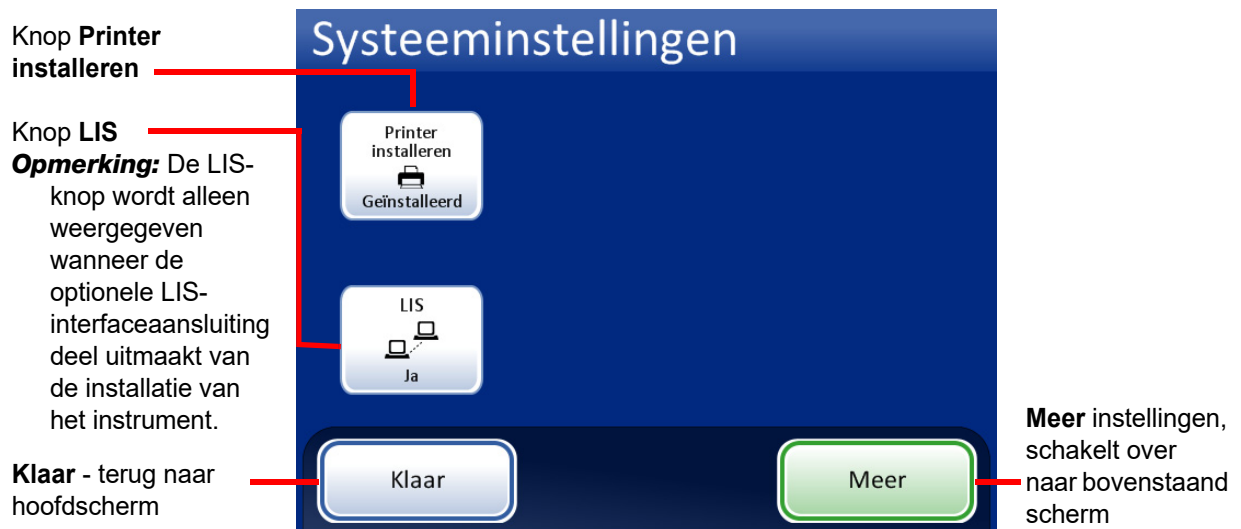 Knop Printer
installeren
Knop LIS
Opmerking: De LIS-
knop wordt alleen
weergegeven
wanneer de
optionele LIS-
interfaceaansluiting
deel uitmaakt van
de installatie van
het instrument.
Klaar - terug naar
hoofdscherm
Systeeminstellingen
Printer
installeren
Geïnstalleerd
LIS
Ja
Klaar
Meer
Meer instellingen,
schakelt over
naar bovenstaand
scherm